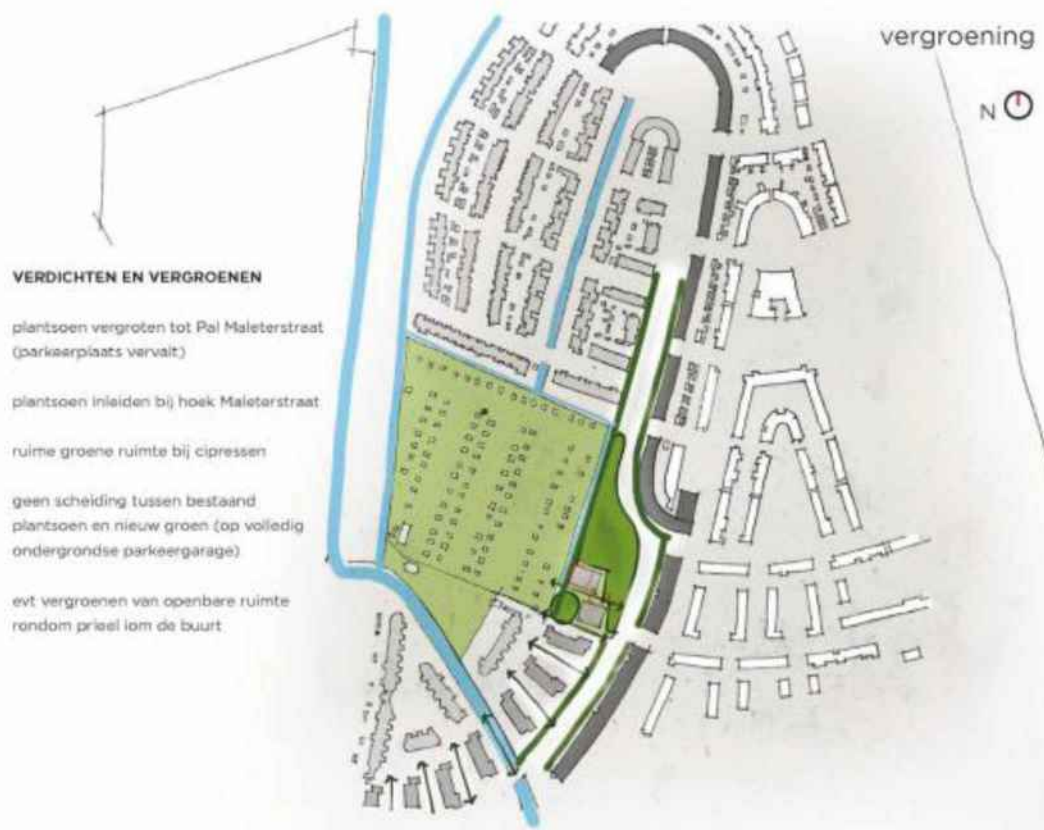 vergroening
N
VERDICHTEN EN VERGROENEN
plantsoen vergroten tot Pal Maleterstraat
(parkeerplaats vervalt)
plantsoen inleiden bij hoek Maleterstraat
ruime groene ruimte bij cipressen
geen scheiding tussen bestaand
plantsoen en nieuw groen (op volledig
ondergrondse parkeergarage)
evt vergroenen van openbare ruimte
rondom prieel iom de buurt